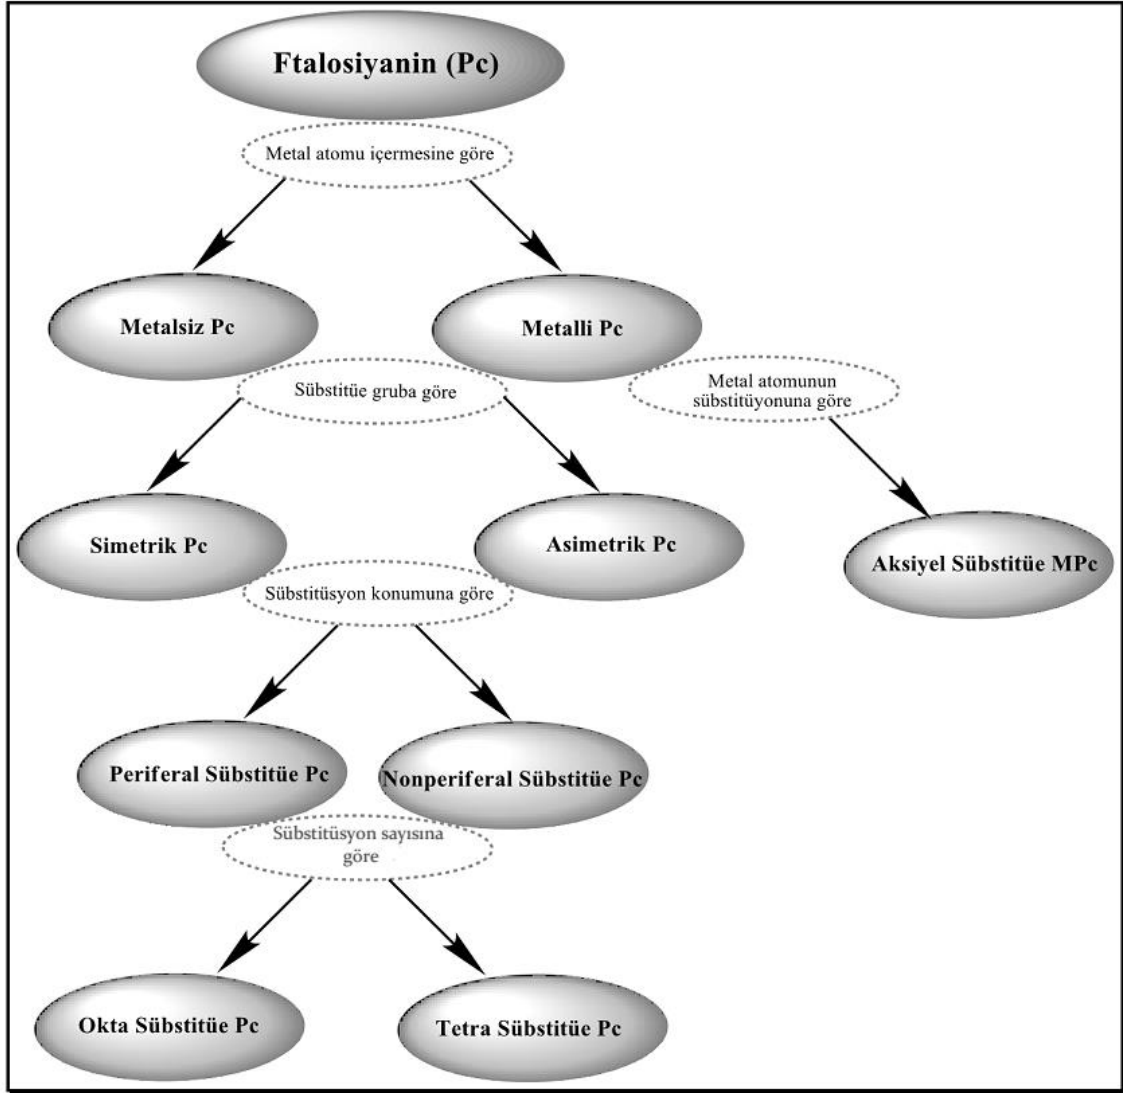 Ftalosiyanin (Pc)
Metal atomu içermesine göre
Metalsiz Pc
Metalli Pc
Sübstitüe gruba göre
Metal atomunun
sübstitüyonuna göre
Simetrik Pc
Asimetrik Pc
Aksiyel Sübstitüe MPc
Sübstitüsyon konumuna göre
Periferal Sübstitüe Pc
Nonperiferal Sübstitüe Pc
Sübstitüsyon sayısına
göre
Okta Sübstitüe Pc
Tetra Sübstitüe Pc